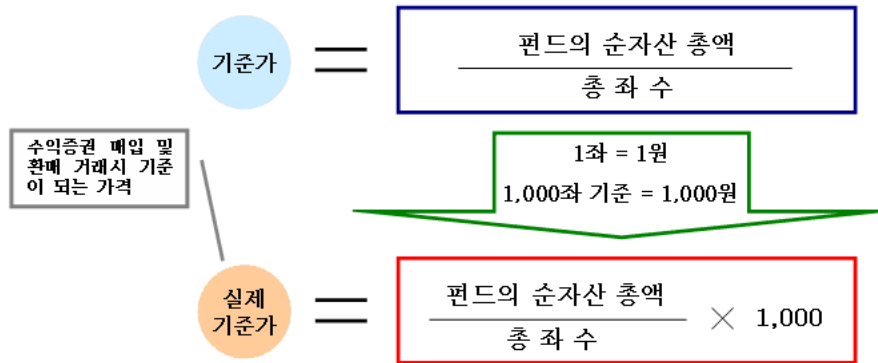 기준가
펀드의 순자산 총액
총 좌 수
수익증권 매입 및
환매 거래시 기준
이 되는 가격
1좌 = 1원
1,000좌 기준 = 1,000원
실제
기준가
펀드의 순자산 총액
총 좌 수
× 1,000